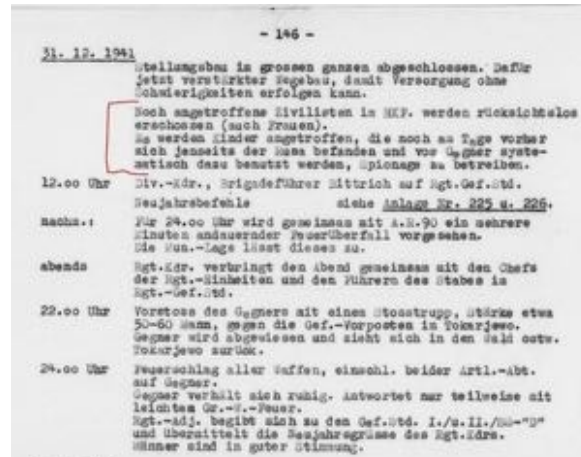 - 146 -
31. 12. 1941
Stellungsbau im grossen ganzen abgeschlossen. Dafür
jetzt verstärkter Wegebau, damit Versorgung ohne
Schwierigkeiten erfolgen kann.
Noch angetroffene Zivilisten in HKF. werden rücksichtslos
erschossen (auch Frauen).
Es werden Kinder angetroffen, die noch am Tage vorher
sich jenseits der befanden und vom Gegner syste-
matisch dazu benutzt werden, Spionage zu betreiben.
12.oo Uhr Div.-Kdr., Brigadeführer Bittrich auf Rgt.Gef.Std.
Neujahrsbefehle siehe Anlage Nr. 225 u. 226.
nachm.: Für 24.oo Uhr wird gemeinsam mit A.R.90 ein mehrere
Minuten andauernder Feuerüberfall vorgesehen.
Die Mun.-Lage lässt dieses zu.
abends Rgt.Kdr. verbringt den Abend gemeinsam mit den Chefs
der Rgt.-Einheiten und den Führern des Stabes im
Rgt.-Gef.Std.
22.oo Uhr Vorstoss des Gegners mit einem Stosstrupp, Stärke etwa
50-60 Mann, gegen die Gef.-Vorposten in Tokarjewo.
Gegner wird abgewiesen und zieht sich in den Wald ostw.
Tokarjewo zurück.
24.oo Uhr Feuerschlag aller Waffen, einschl. beider Artl.-Abt.
auf Gegner.
Gegner verhält sich ruhig. Antwortet nur teilweise mit
leichtem Gr.-W.-Feuer.
Rgt.-Adj. begibt sich zu den Gef.Std. I./u.II./
und übermittelt die Neujahrsgrüsse des Rgt.Kdrs.
Männer sind in guter Stimmung.